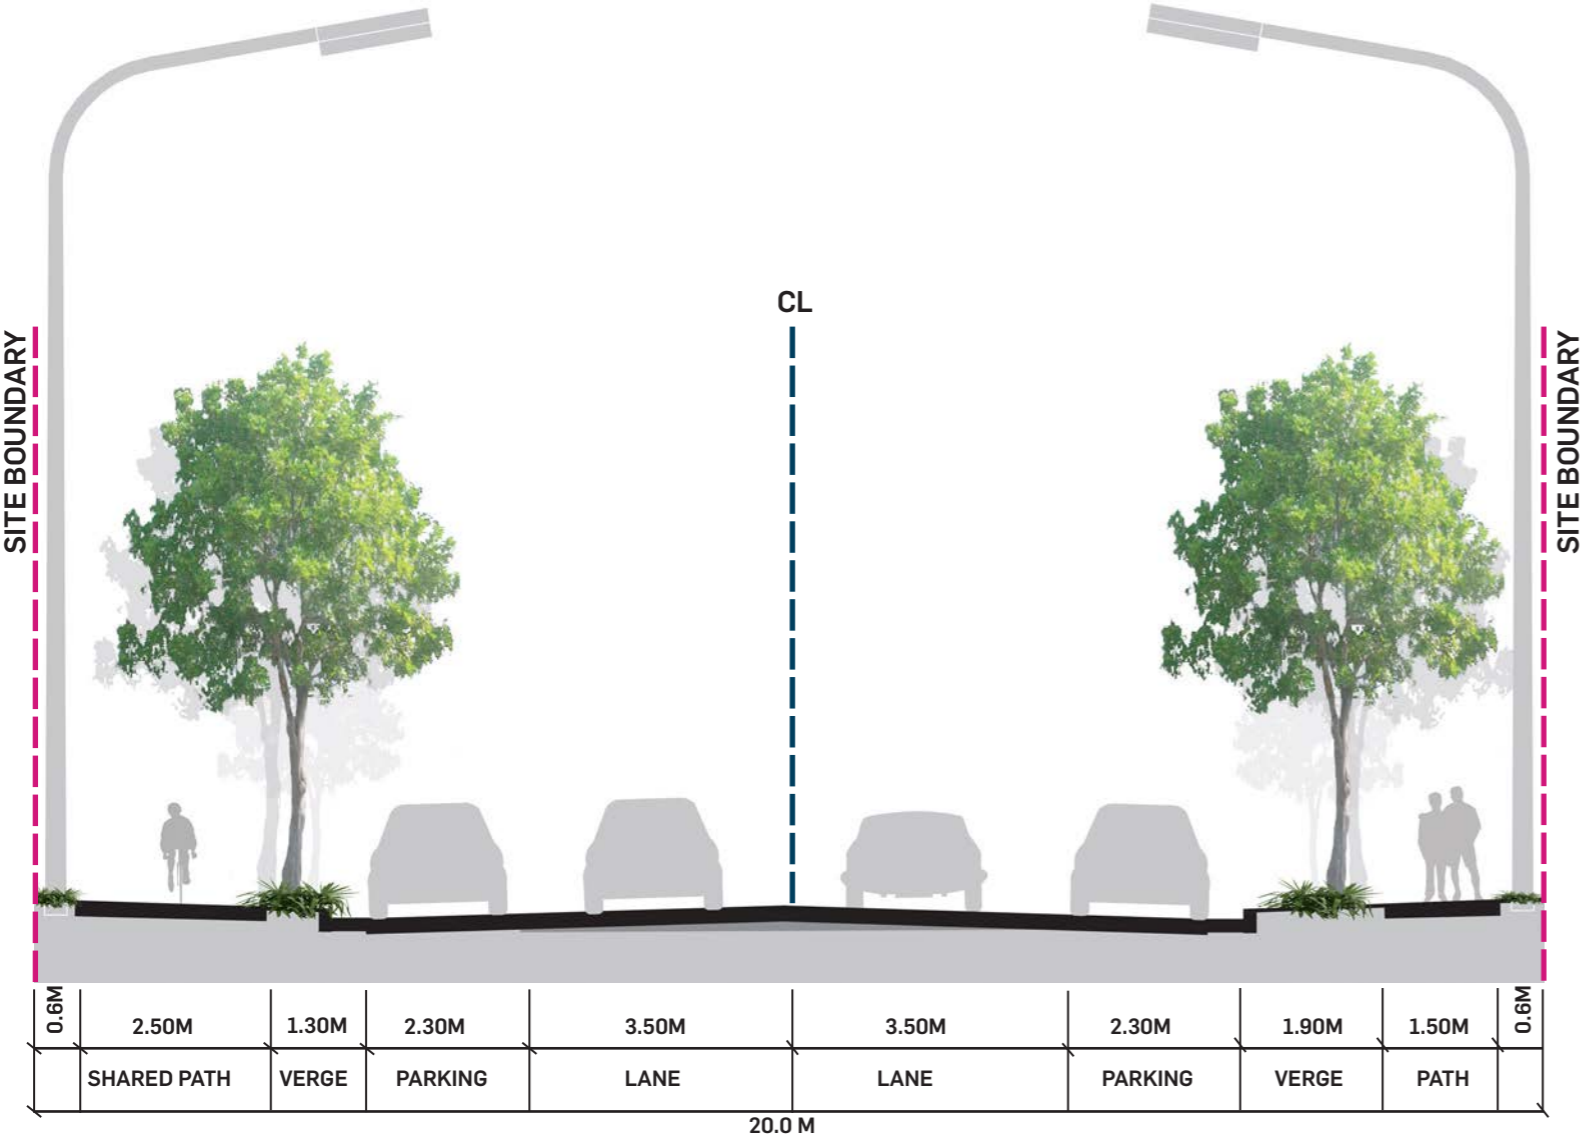 CL
SITE BOUNDARY
SITE BOUNDARY
0.6M 2.50M 1.30M 2.30M 3.50M 3.50M 2.30M 1.90M 1.50M 0.6M
SHARED PATH VERGE PARKING LANE LANE PARKING VERGE PATH
20.0 M